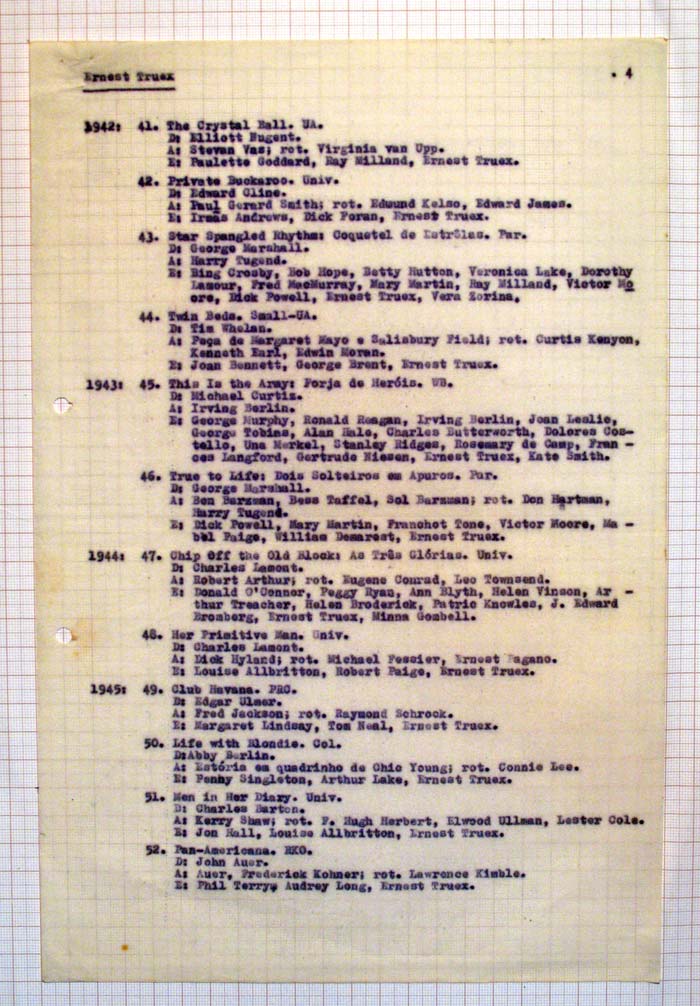 Ernest Truex . 4
1942: 41. The Crystal Ball. UA.
D: Elliott Nugent.
A: Stevan Vas; rot. Virginia van Upp.
E: Paulette Goddard, Ray Milland, Ernest Truex.
42. Private Buckaroo. Univ.
D: Edward Cline.
A: Paul Gerard Smith; rot. Edmund Kelso, Edward James.
E: Irmãs Andrews, Dick Foran, Ernest Truex.
43. Star Spangled Rhythm: Coquetel de Estrêlas. Par.
D: George Marshall.
A: Harry Tugend.
E: Bing Crosby, Bob Hope, Betty Hutton, Veronica Lake, Dorothy
Lamour, Fred MacMurray, Mary Martin, Ray Milland, Victor Mo
ore, Dick Powell, Ernest Truex, Vera Zorina.
44. Twin Beds. Small-UA.
D: Tim Whelan.
A: Peça de Margaret Mayo e Salisbury Field; rot. Curtis Kenyon,
Kenneth Earl, Edwin Moran.
E: Joan Bennett, George Brent, Ernest Truex.
1943: 45. This Is the Army: Forja de Heróis. WB.
D: Michael Curtiz.
A: Irving Berlin.
E: George Murphy, Ronald Reagan, Irving Berlin, Joan Leslie,
George Tobias, Alan Hale, Charles Butterworth, Dolores Cos-
tello, Una Merkel, Stanley Ridges, Rosemary de Camp, Fran -
ces Langford, Gertrude Niesen, Ernest Truex, Kate Smith.
46. True to Life: Dois Solteiros em Apuros. Par.
D: George Marshall.
A: Ben Barzman, Bess Taffel, Sol Barzman; rot. Don Hartman,
Harry Tugend.
E: Dick Powell, Mary Martin, Franchot Tone, Victor Moore, Ma -
bel Paige, William Demarest, Ernest Truex.
1944: 47. Chip Off the Old Block: As Três Glórias. Univ.
D: Charles Lamont.
A: Robert Arthur; rot. Eugene Conrad, Leo Townsend.
E: Donald O'Connor, Peggy Ryan, Ann Blyth, Helen Vinson, Ar -
thur Treacher, Helen Broderick, Patric Knowles, J. Edward
Bromberg, Ernest Truex, Minna Gombell.
48. Her Primitive Man. Univ.
D: Charles Lamont.
A: Dick Hyland; rot. Michael Fessier, Ernest Pagano.
E: Louise Allbritton, Robert Paige, Ernest Truex.
1945: 49. Club Havana. PRC.
D: Edgar Ulmer.
A: Fred Jackson; rot. Raymond Schrock.
E: Margaret Lindsay, Tom Neal, Ernest Truex.
50. Life with Blondie. Col.
D:Abby Berlin.
A: Estória em quadrinho de Chic Young; rot. Connie Lee.
E: Penny Singleton, Arthur Lake, Ernest Truex.
51. Men in Her Diary. Univ.
D: Charles Barton.
A: Kerry Shaw; rot. F. Hugh Herbert, Elwood Ullman, Lester Cole.
E: Jon Hall, Louise Allbritton, Ernest Truex.
52. Pan-Americana. RKO.
D: John Auer.
A: Auer, Frederick Kohner; rot. Lawrence Kimble.
E: Phil Terry, Audrey Long, Ernest Truex.